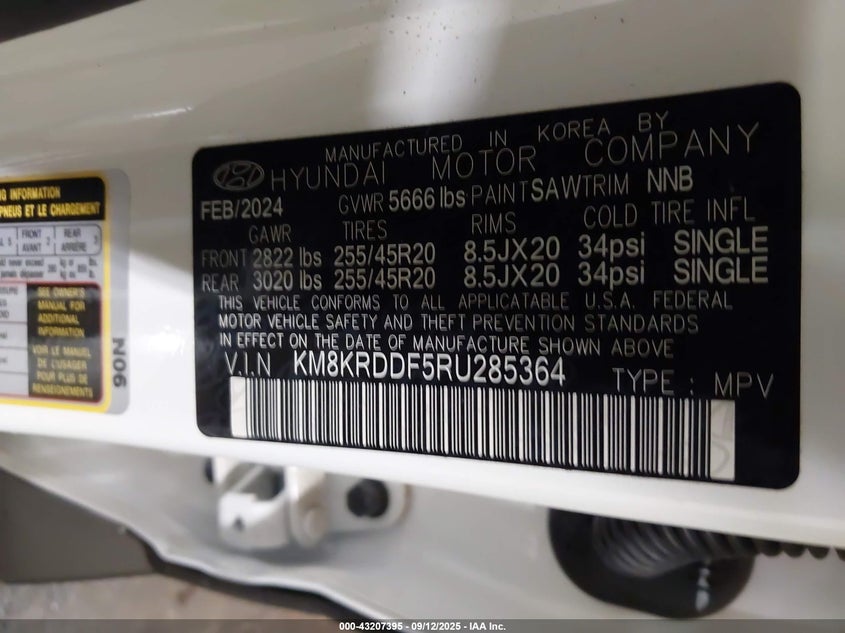 MANUFACTURED IN KOREA BY
HYUNDAI MOTOR COMPANY
FEB/2024 GVWR 5666 lbs PAINT SAW TRIM NNB
GAWR TIRES RIMS COLD TIRE INFL
FRONT 2822 lbs 255/45R20 8.5JX20 34psi SINGLE
REAR 3020 lbs 255/45R20 8.5JX20 34psi SINGLE
THIS VEHICLE CONFORMS TO ALL APPLICATABLE U.S.A. FEDERAL
MOTOR VEHICLE SAFETY AND THEFT PREVENTION STANDARDS
IN EFFECT ON THE DATE OF MANUFACTURE SHOWN ABOVE
V.I.N KM8KRDDF5RU285364 TYPE : MPV
INFORMATION
PNEUS ET LE CHARGEMENT
FRONT 2 REAR
AVANT ARRIÈRE
SEE OWNER'S
MANUAL FOR
ADDITIONAL
INFORMATION
VOIR LE MANUEL
DE L'USAGER
POUR PLUS DE
RENSEIGNEMENTS
90N
000-43207395 - 09/12/2025 - IAA Inc.